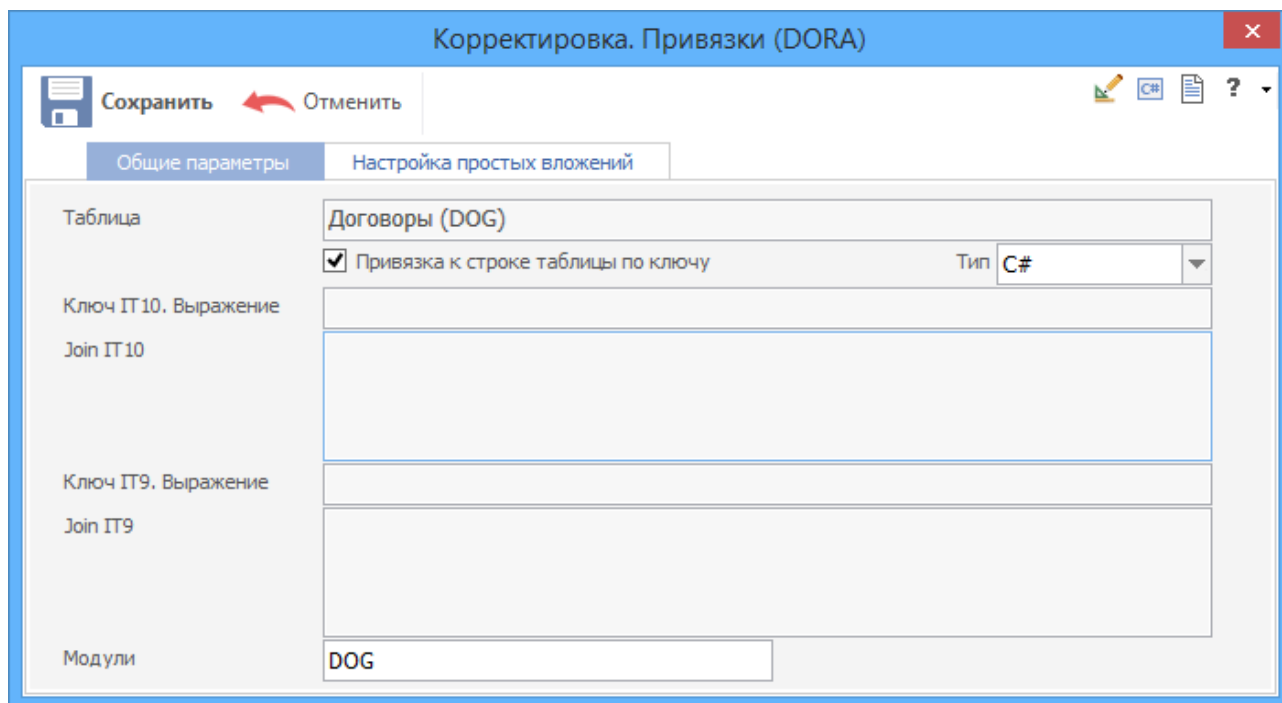 Корректировка. Привязки (DORA)
Сохранить Отменить C# ?
Общие параметры Настройка простых вложений
Таблица Договоры (DOG)
Привязка к строке таблицы по ключу Тип C#
Ключ IT10. Выражение
Join IT10
Ключ IT9. Выражение
Join IT9
Модули DOG